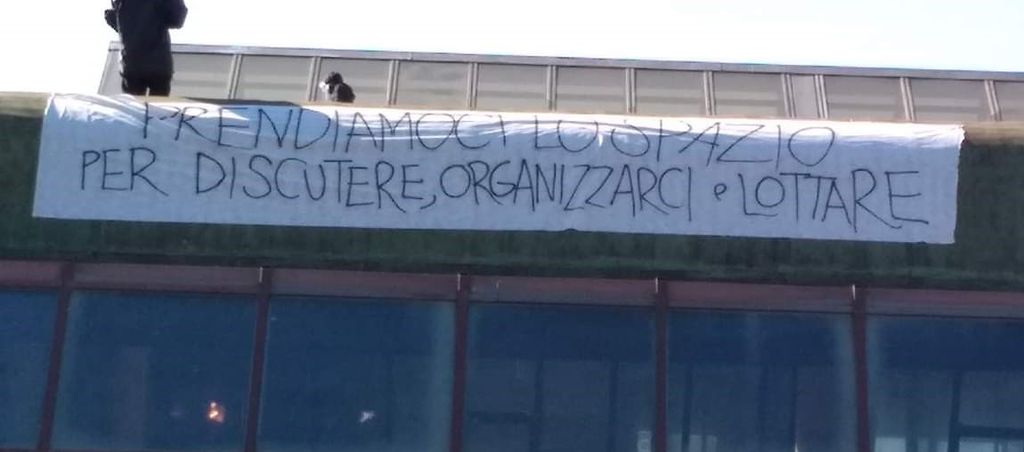 PRENDIAMOCI LO SPAZIO
PER DISCUTERE, ORGANIZZARCI e LOTTARE